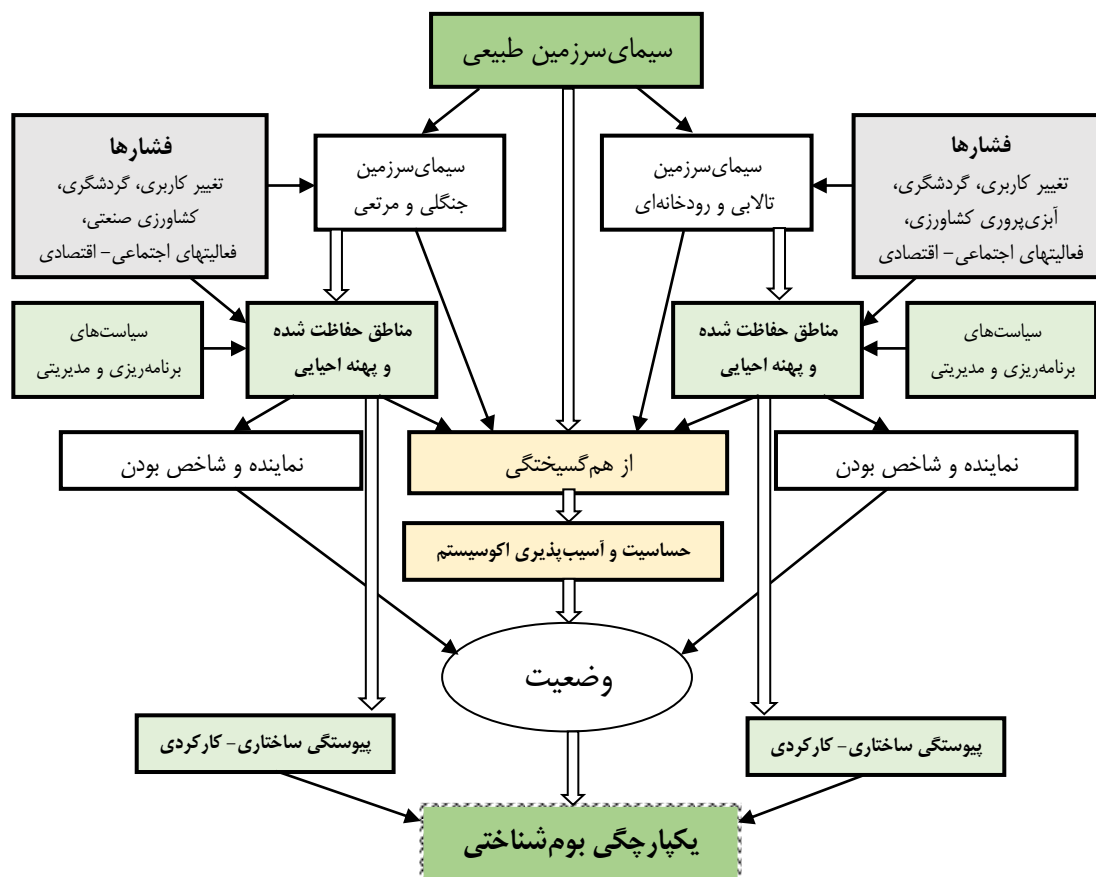 سیمای‌سرزمین طبیعی
فشارها
تغییر کاربری، گردشگری،
آبزی‌پروری کشاورزی،
فعالیتهای اجتماعی- اقتصادی
سیمای‌سرزمین
تالابی و رودخانه‌ای
سیمای‌سرزمین
جنگلی و مرتعی
فشارها
تغییر کاربری، گردشگری،
کشاورزی صنعتی،
فعالیتهای اجتماعی- اقتصادی
سیاست‌های
برنامه‌ریزی و مدیریتی
مناطق حفاظت شده
و پهنه احیایی
مناطق حفاظت شده
و پهنه احیایی
سیاست‌های
برنامه‌ریزی و مدیریتی
نماینده و شاخص بودن
از هم‌گسیختگی
نماینده و شاخص بودن
حساسیت و آسیب‌پذیری اکوسیستم
وضعیت
پیوستگی ساختاری- کارکردی
پیوستگی ساختاری- کارکردی
یکپارچگی بوم‌شناختی